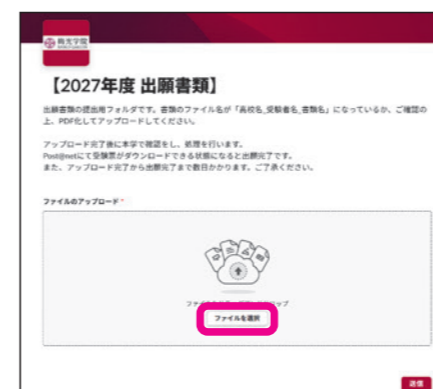 陽光学院
【2027年度 出願書類】
出願書類の提出用フォルダです。書類のファイル名が「高校名_受験者名_書類名」になっているか、ご確認の
上、PDF化してアップロードしてください。
アップロード完了後に本学で確認をし、処理を行います。
Post@netにて受験票がダウンロードできる状態になると出願完了です。
また、アップロード完了から出願完了まで数日かかります。ご了承ください。
ファイルのアップロード *
ファイルを選択
送信